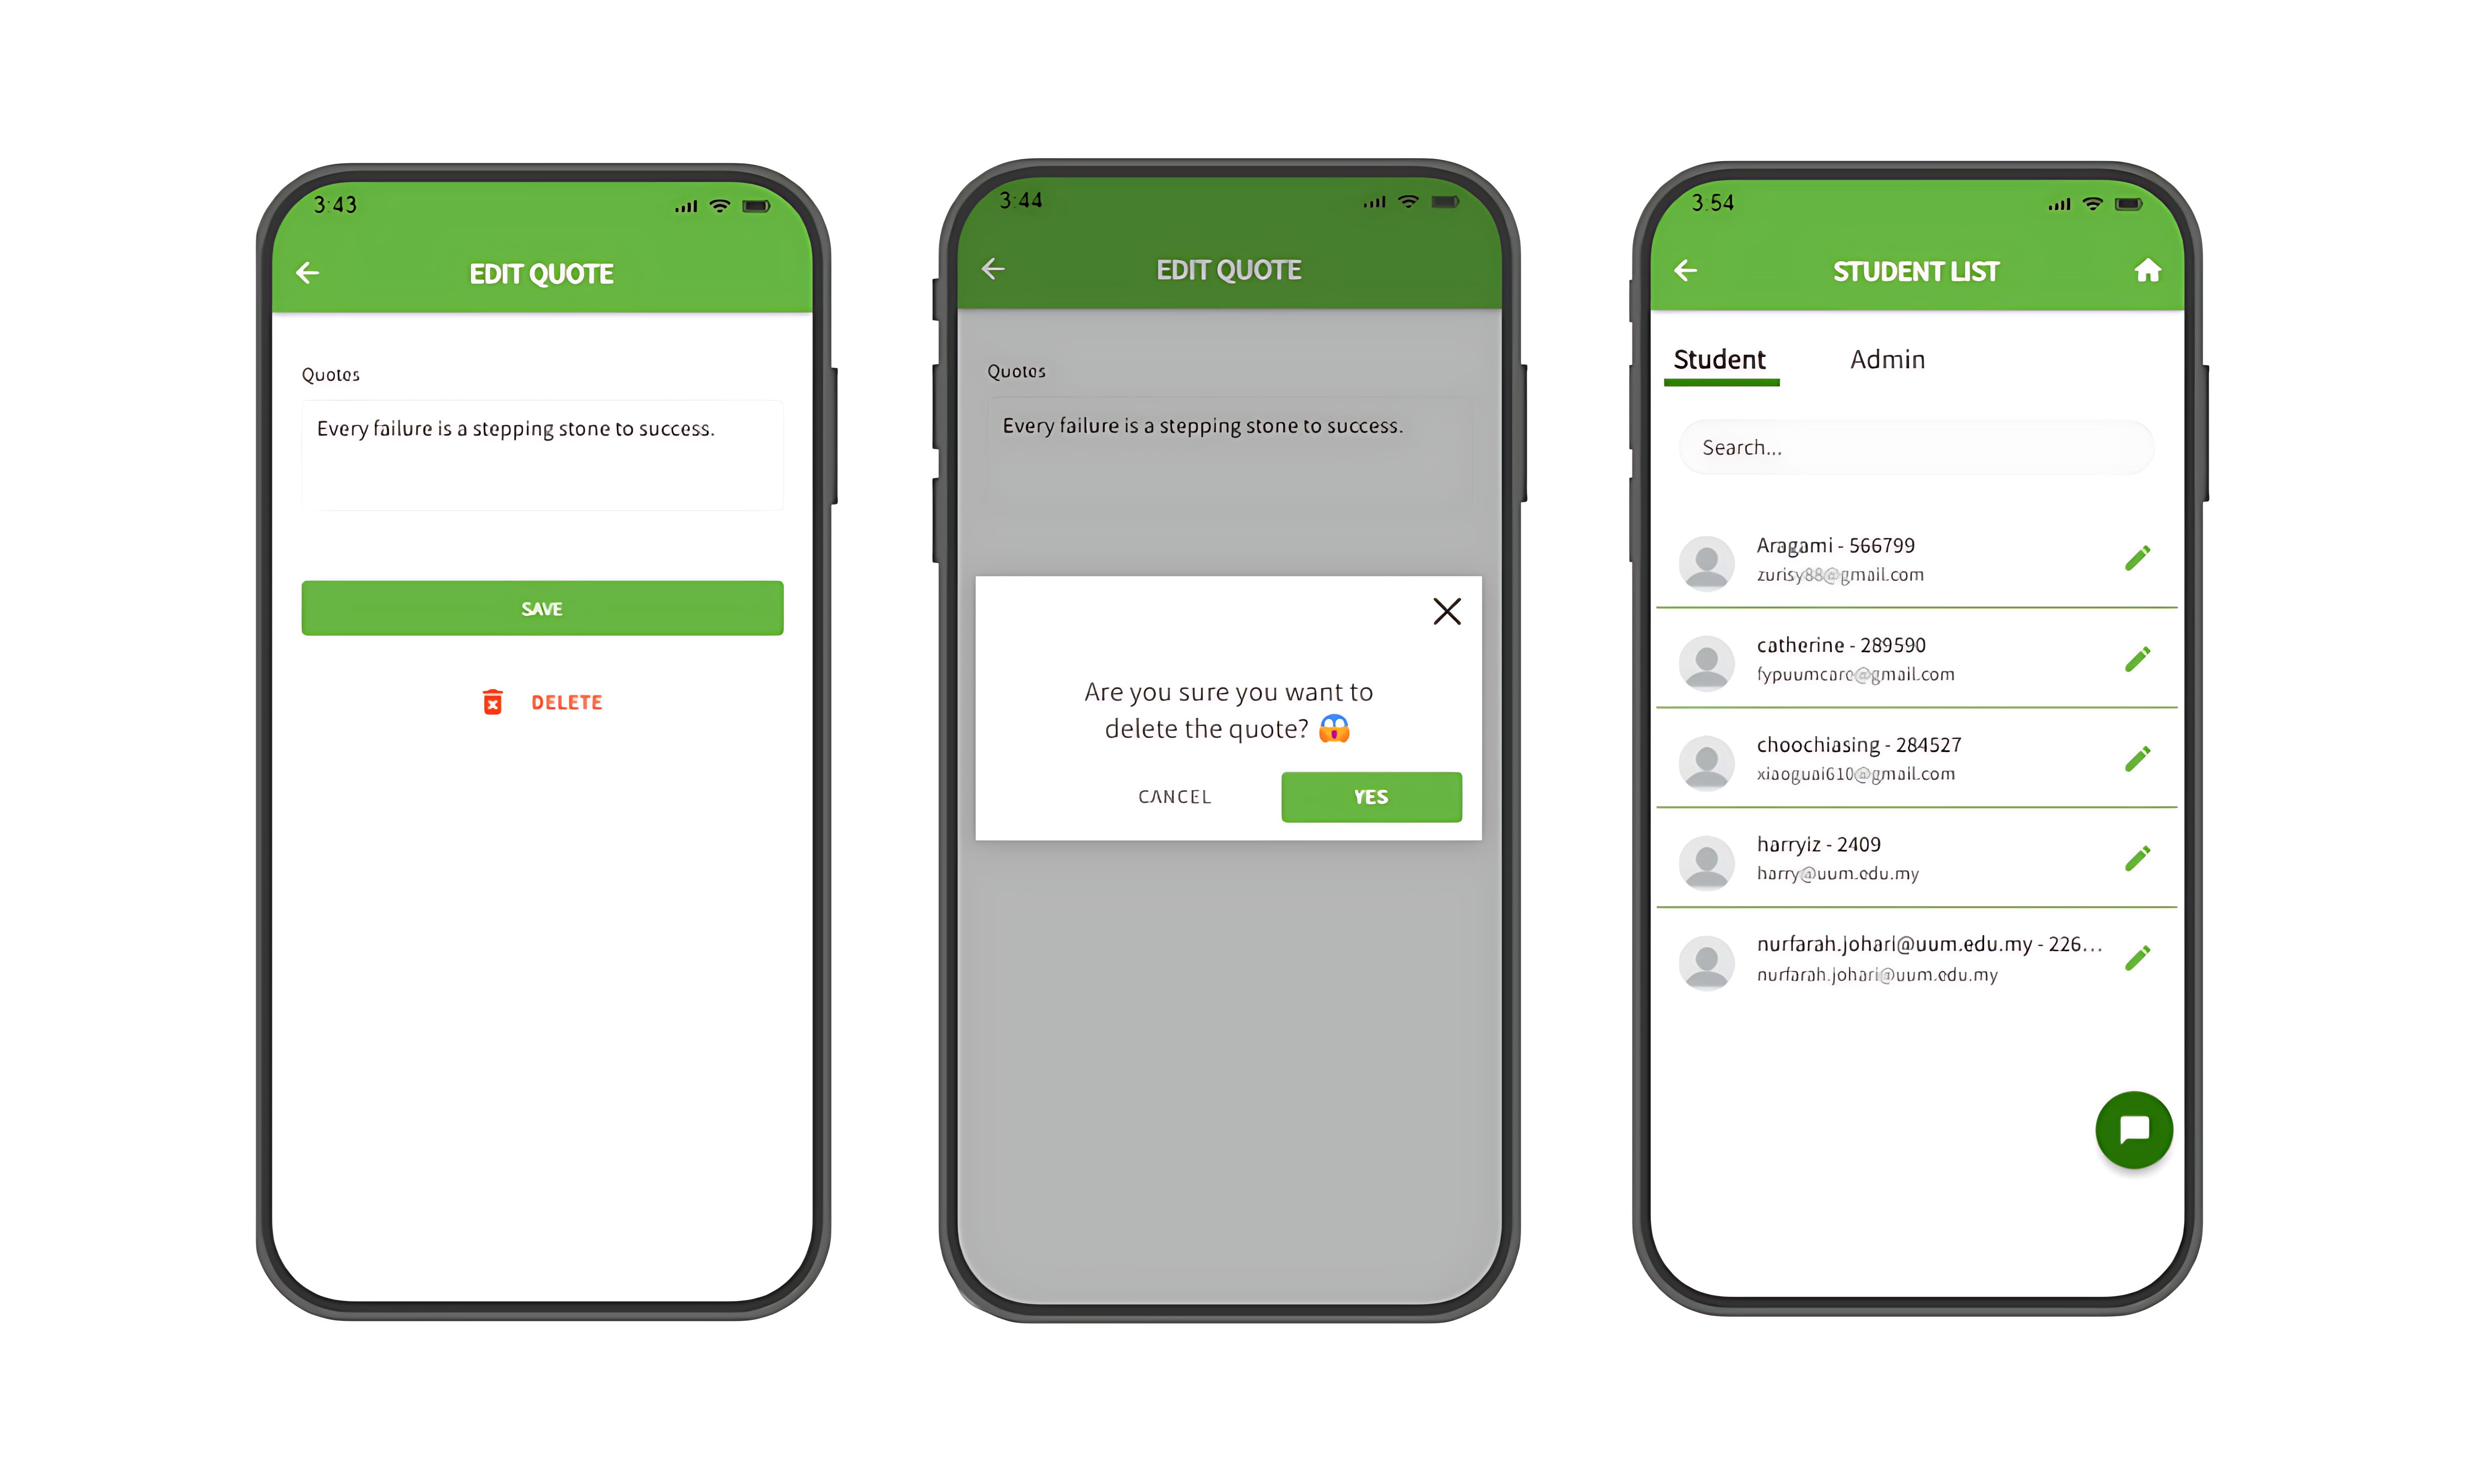 3:43
EDIT QUOTE
Quotes
Every failure is a stepping stone to success.
SAVE
DELETE
3:44
EDIT QUOTE
Quotes
Every failure is a stepping stone to success.
Are you sure you want to
delete the quote? 😱
CANCEL
YES
3:54
STUDENT LIST
Student
Admin
Search...
Aragami - 566799
zurisy88@gmail.com
catherine - 289590
fypuumcare@gmail.com
choochiasing - 284527
xiaoguai610@gmail.com
harryiz - 2409
harry@uum.edu.my
nurfarah.johari@uum.edu.my - 226...
nurfarah.johari@uum.edu.my